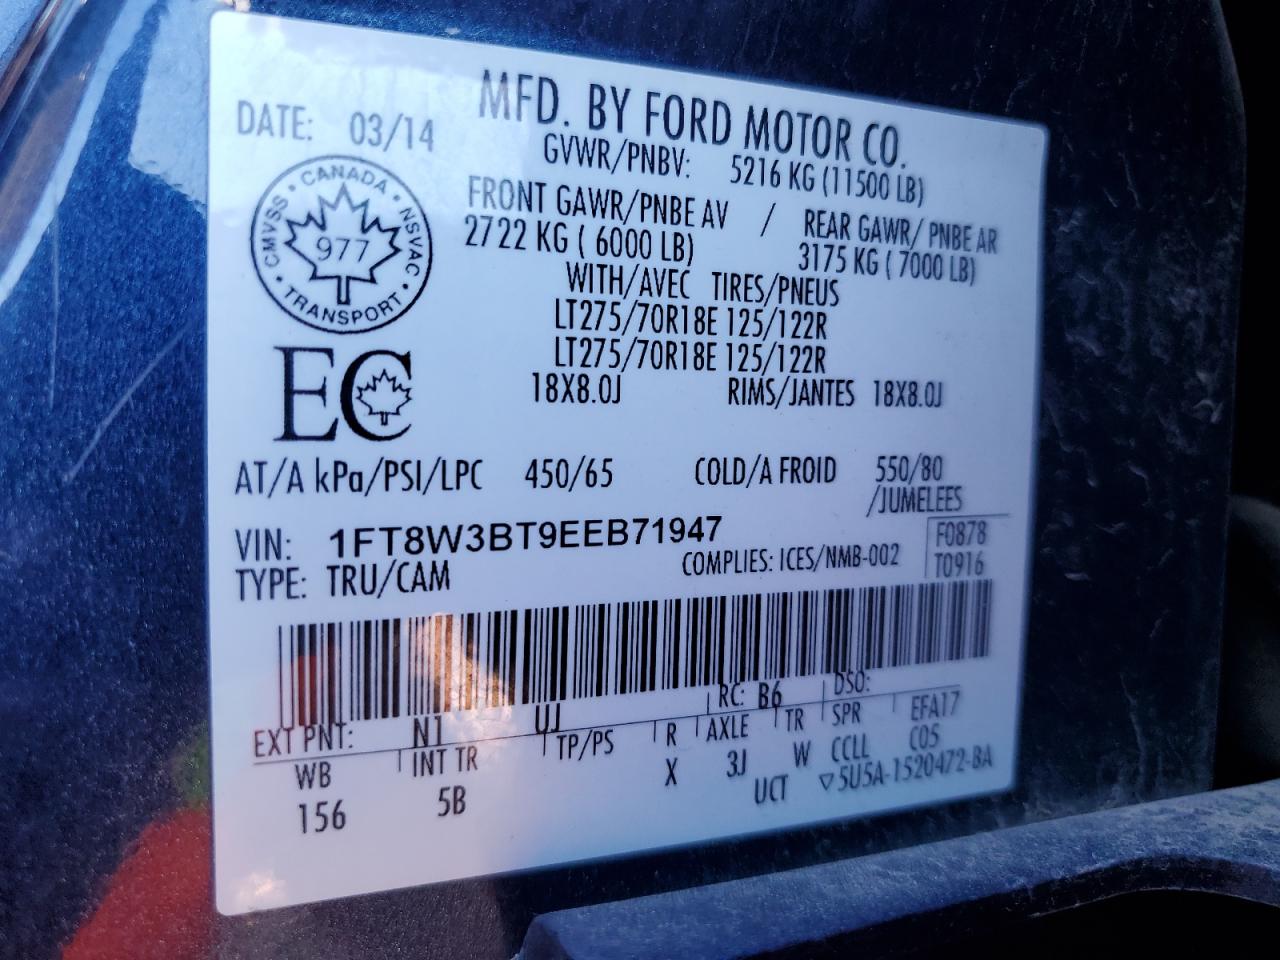 MFD. BY FORD MOTOR CO.
DATE: 03/14
GVWR/PNBV: 5216 KG (11500 LB)
FRONT GAWR/PNBE AV / REAR GAWR/ PNBE AR
2722 KG ( 6000 LB) 3175 KG ( 7000 LB)
WITH/AVEC TIRES/PNEUS
LT275/70R18E 125/122R
LT275/70R18E 125/122R
18X8.0J RIMS/JANTES 18X8.0J
CANADA
CMVSS NSVAC
977
TRANSPORT
EC
AT/A kPa/PSI/LPC 450/65 COLD/A FROID 550/80
/JUMELEES
VIN: 1FT8W3BT9EEB71947
F0878
TYPE: TRU/CAM COMPLIES: ICES/NMB-002
T0916
EXT PNT: N1 UJ RC: B6 DSO:
WB INT TR TP/PS R AXLE TR SPR EFA17
156 5B X 3J W CCLL C05
UCT ▽5U5A-1520472-BA